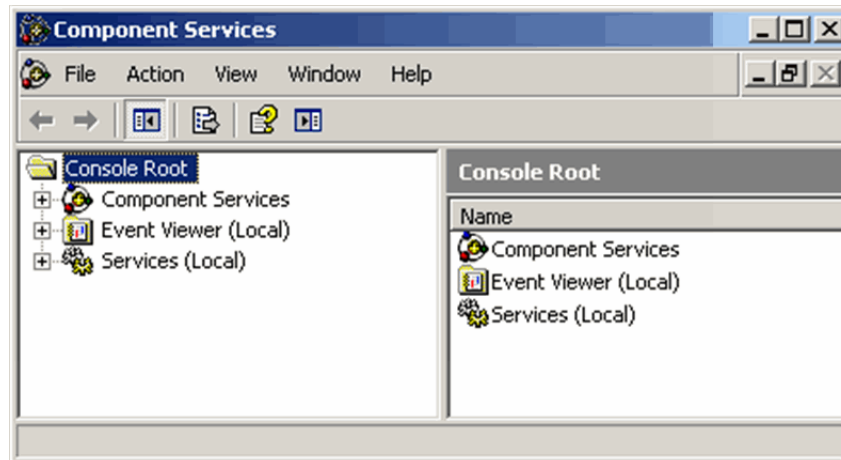 Component Services
File Action View Window Help
Console Root
Component Services
Event Viewer (Local)
Services (Local)
Console Root
Name
Component Services
Event Viewer (Local)
Services (Local)